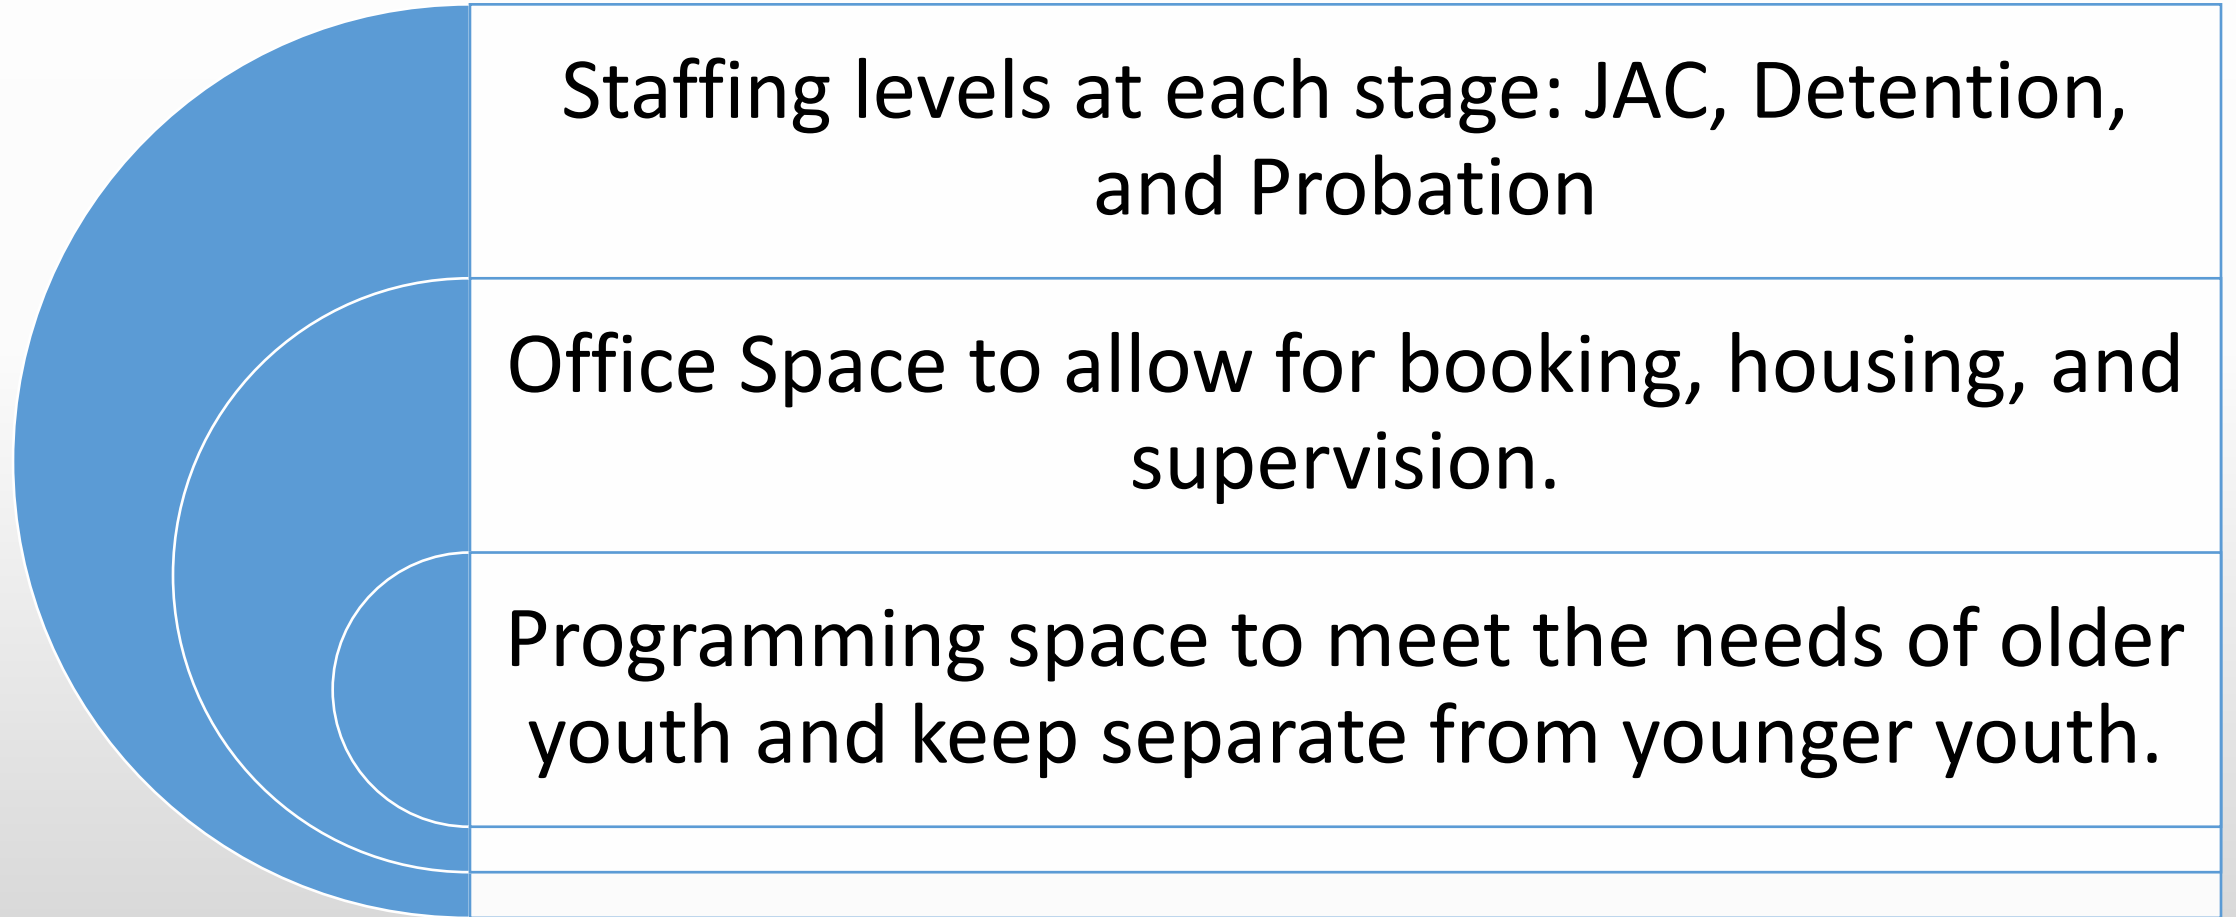 Staffing levels at each stage: JAC, Detention,
and Probation
Office Space to allow for booking, housing, and
supervision.
Programming space to meet the needs of older
youth and keep separate from younger youth.